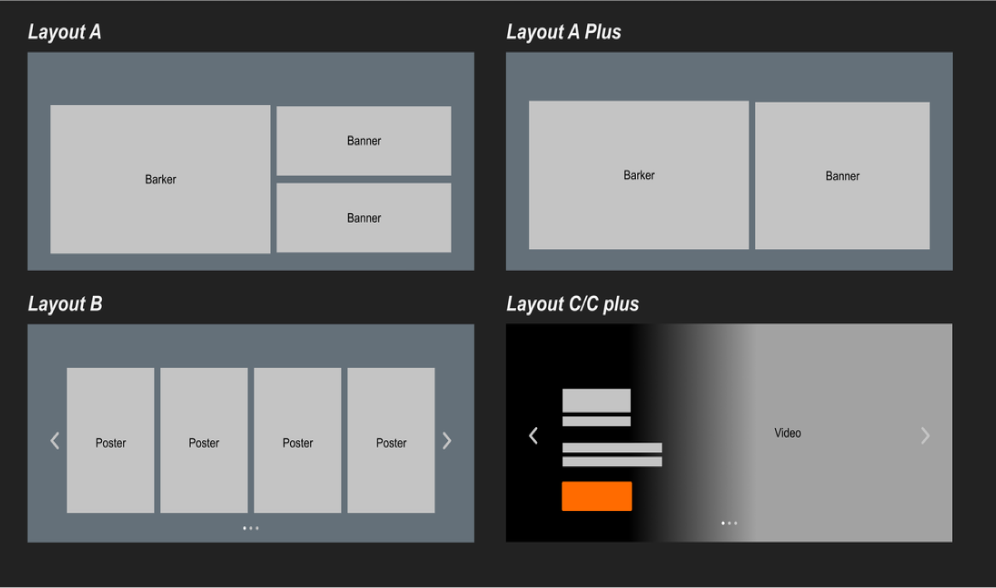 Layout A
Layout A Plus
Barker
Banner
Banner
Barker
Banner
Layout B
Layout C/C plus
Poster
Poster
Poster
Poster
Video